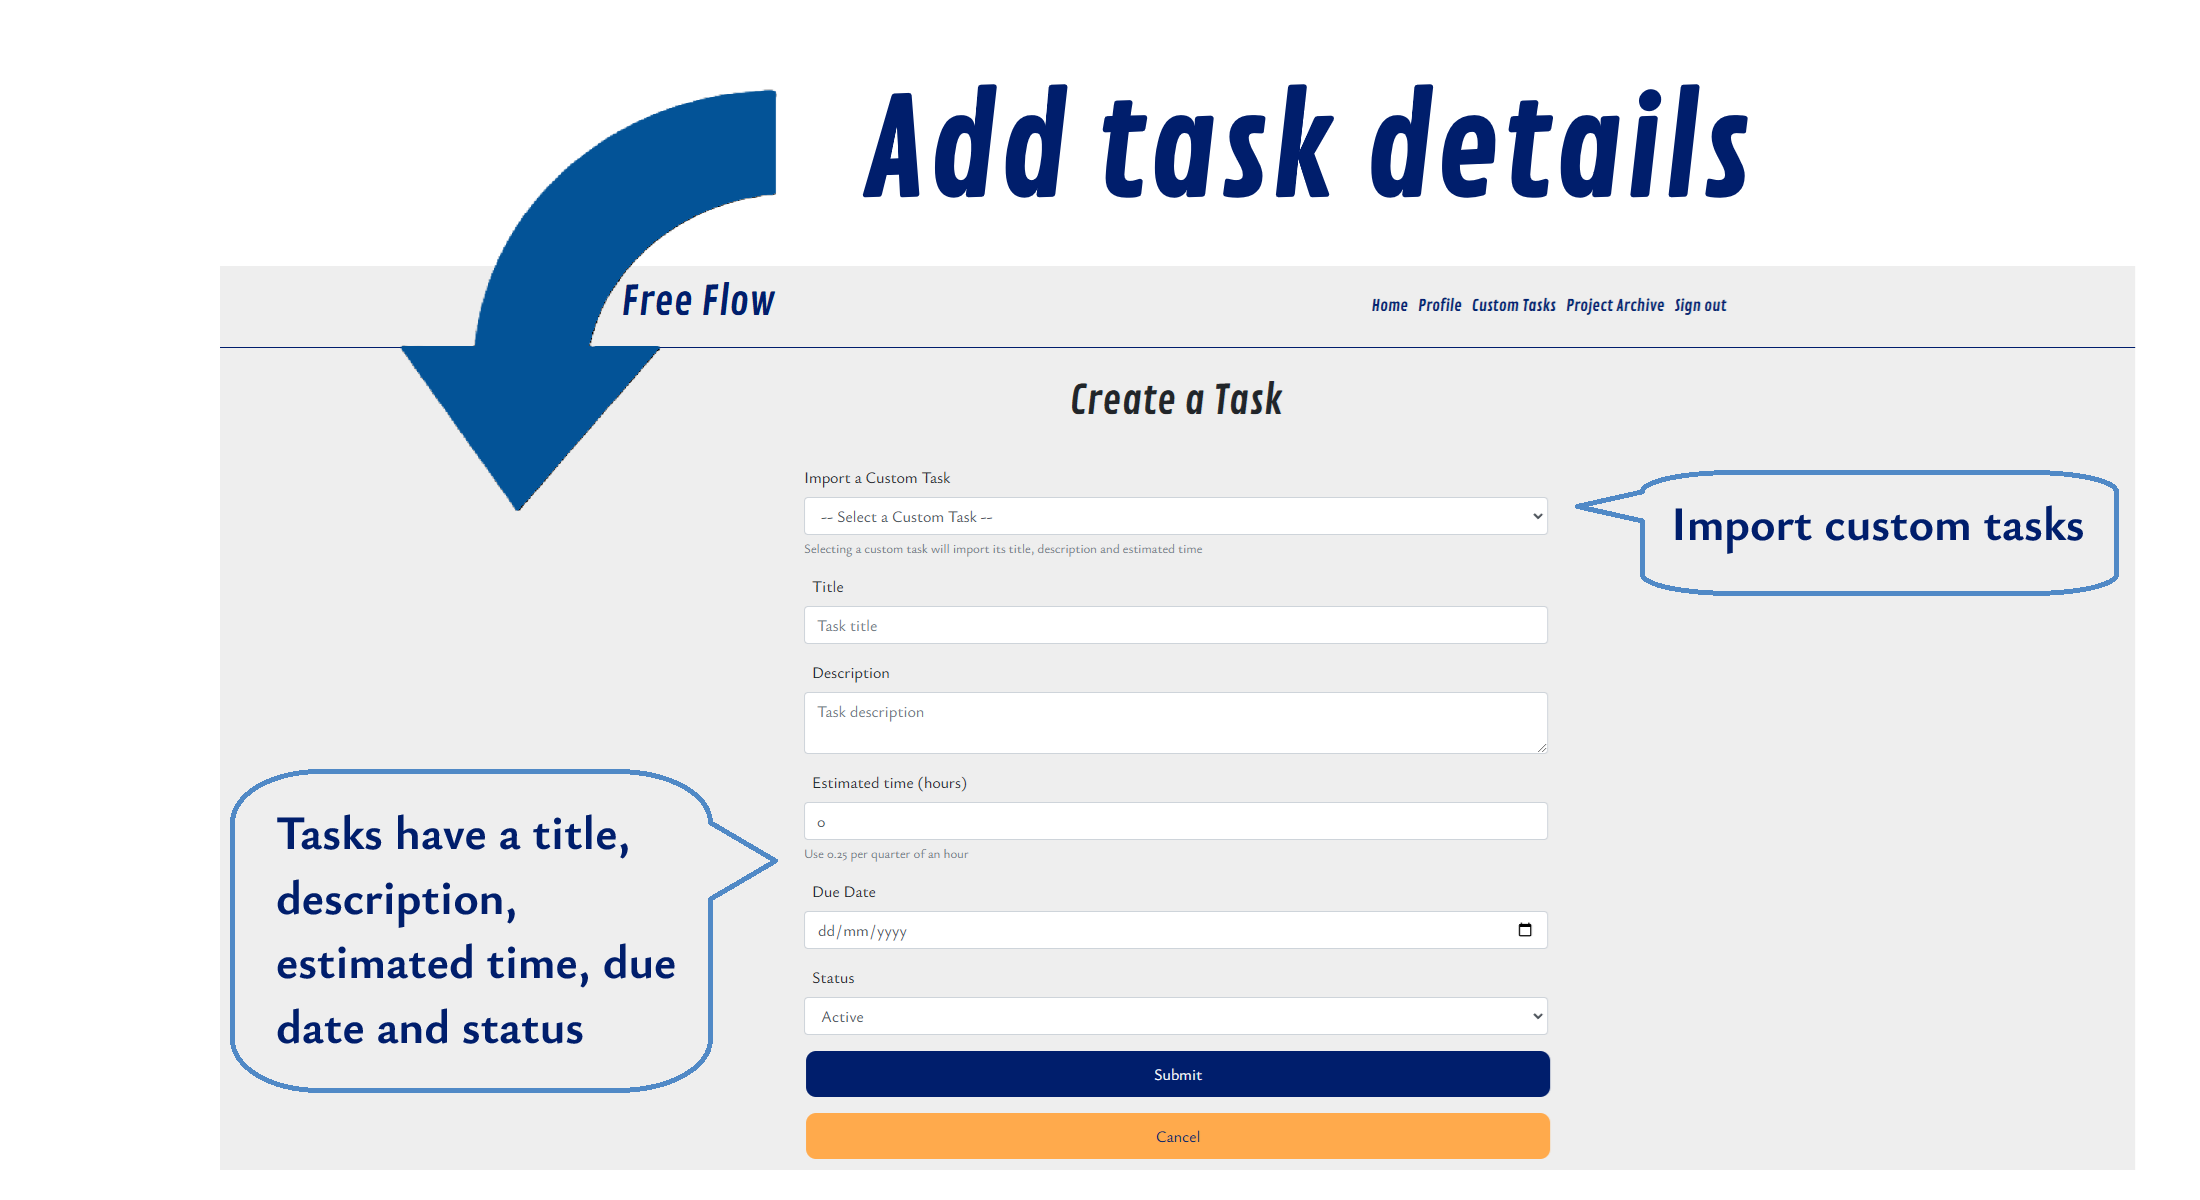 Add task details
Free Flow
Home Profile Custom Tasks Project Archive Sign out
Create a Task
Import a Custom Task
-- Select a Custom Task --
Selecting a custom task will import its title, description and estimated time
Import custom tasks
Title
Task title
Description
Task description
Estimated time (hours)
0
Use 0.25 per quarter of an hour
Tasks have a title,
description,
estimated time, due
date and status
Due Date
dd/mm/yyyy
Status
Active
Submit
Cancel